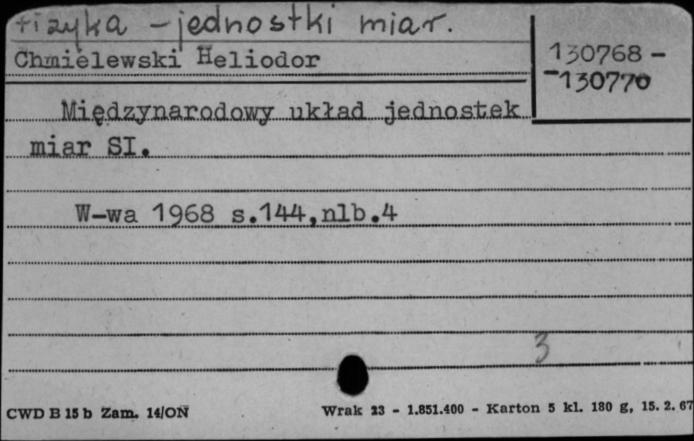 fizyka - jednostki miar.
Chmielewski Heliodor
130768 -
-130770
Międzynarodowy układ jednostek
miar SI.
W-wa 1968 s.144,nlb.4
3
CWD B 15 b Zam. 14/ON
Wrak 23 - 1.851.400 - Karton 5 kl. 180 g, 15. 2. 67